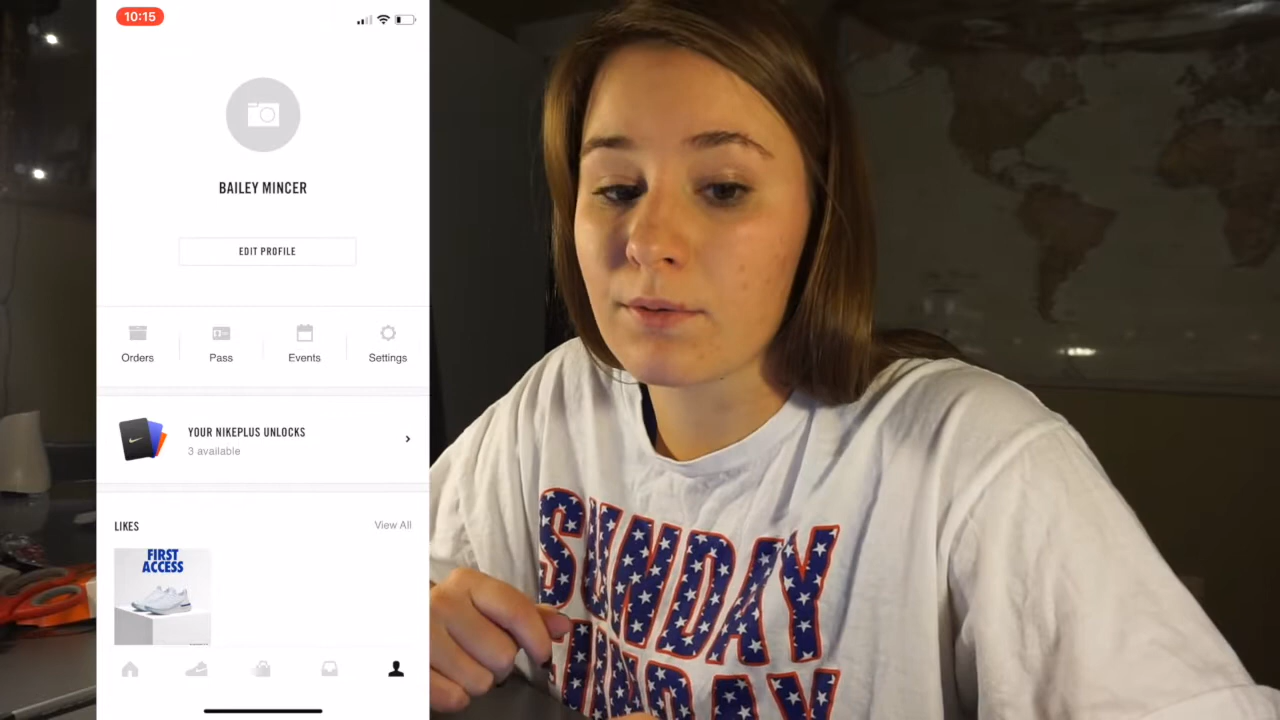 10:15
BAILEY MINCER
EDIT PROFILE
Orders
Pass
Events
Settings
YOUR NIKEPLUS UNLOCKS
3 available
LIKES
View All
FIRST
ACCESS
SUNDAY
SUNDAY